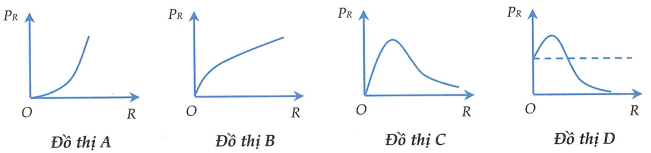 P_R P_R P_R P_R
O R O R O R O R
Đồ thị A Đồ thị B Đồ thị C Đồ thị D